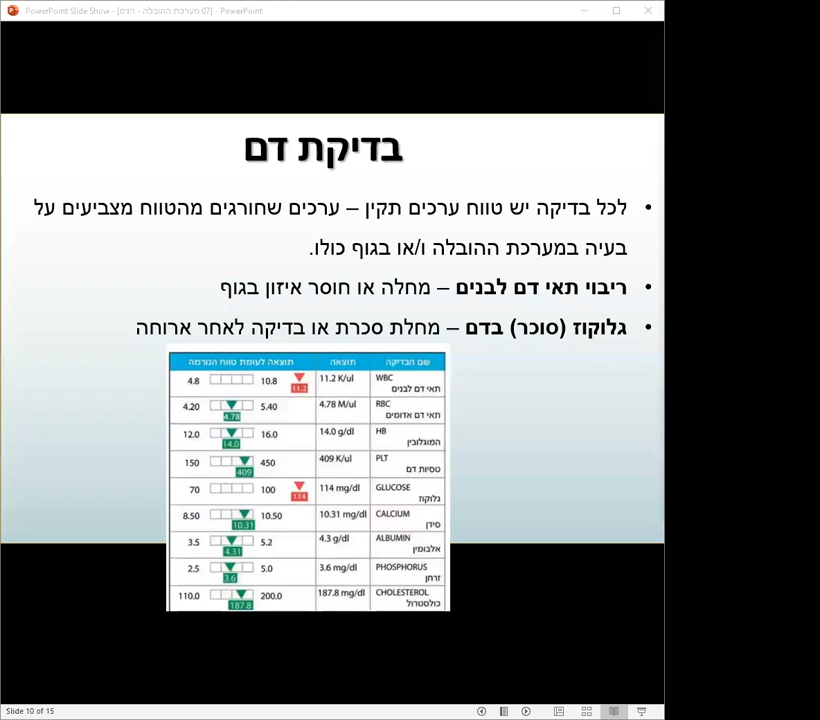 PowerPoint Slide Show - [07 מערכת ההובלה - הדם] - PowerPoint
בדיקת דם
• לכל בדיקה יש טווח ערכים תקין – ערכים שחורגים מהטווח מצביעים על
בעיה במערכת ההובלה ו/או בגוף כולו.
• ריבוי תאי דם לבנים – מחלה או חוסר איזון בגוף
• גלוקוז (סוכר) בדם – מחלת סכרת או בדיקה לאחר ארוחה
שם הבדיקה תוצאה תוצאה לעומת טווח הנורמה
WBC 11.2 K/ul 4.8 10.8
תאי דם לבנים 11.2
RBC 4.78 M/ul 4.20 5.40
תאי דם אדומים 4.78
HB 14.0 g/dl 12.0 16.0
המוגלובין 14.0
PLT 409 K/ul 150 450
טסיות דם 409
GLUCOSE 114 mg/dl 70 100
גלוקוז 114
CALCIUM 10.31 mg/dl 8.50 10.50
סידן 10.31
ALBUMIN 4.3 g/dl 3.5 5.2
אלבומין 4.31
PHOSPHORUS 3.6 mg/dl 2.5 5.0
זרחן 3.6
CHOLESTEROL 187.8 mg/dl 110.0 200.0
כולסטרול 187.8
Slide 10 of 15